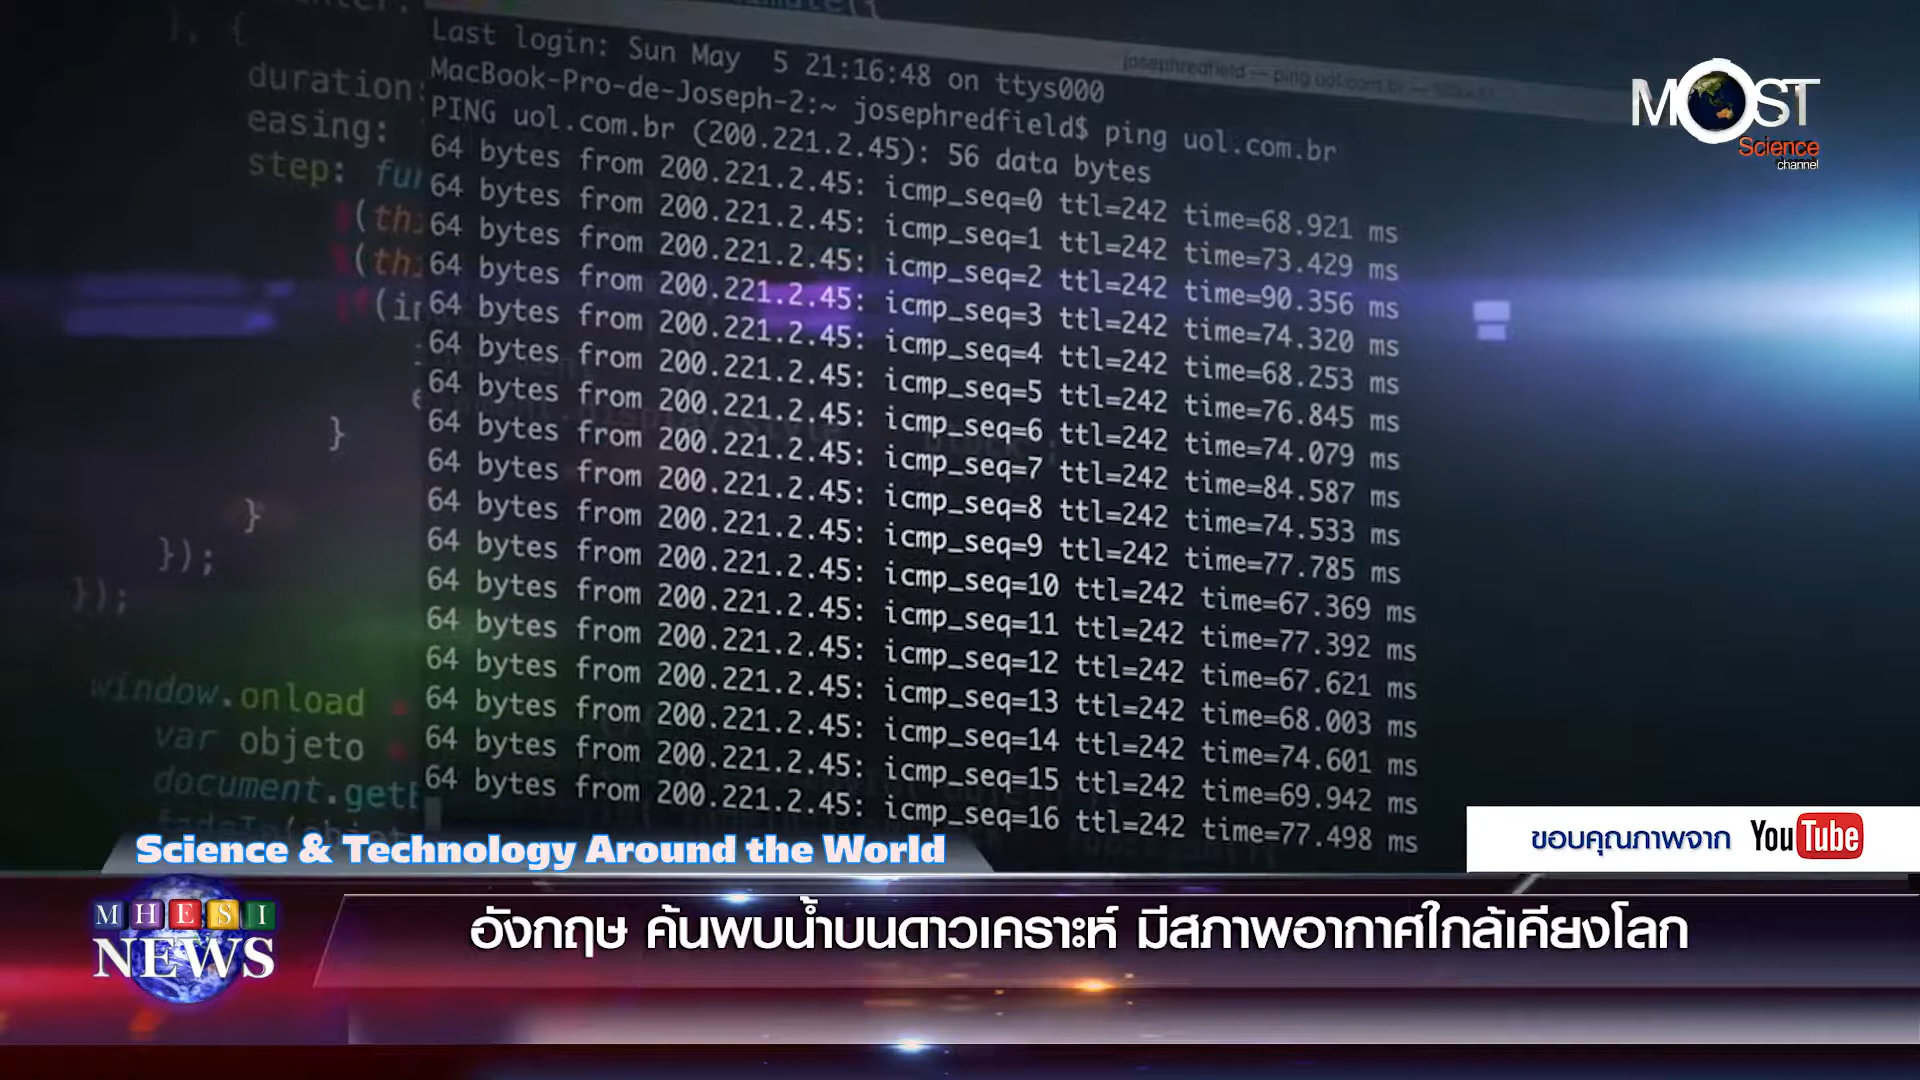 }, {
duration:
easing:
step: fun
}
}
});
});
window.onload
var objeto
document.getE
Last login: Sun May  5 21:16:48 on ttys000
MacBook-Pro-de-Joseph-2:~ josephredfield$ ping uol.com.br
PING uol.com.br (200.221.2.45): 56 data bytes
64 bytes from 200.221.2.45: icmp_seq=0 ttl=242 time=68.921 ms
64 bytes from 200.221.2.45: icmp_seq=1 ttl=242 time=73.429 ms
64 bytes from 200.221.2.45: icmp_seq=2 ttl=242 time=90.356 ms
64 bytes from 200.221.2.45: icmp_seq=3 ttl=242 time=74.320 ms
64 bytes from 200.221.2.45: icmp_seq=4 ttl=242 time=68.253 ms
64 bytes from 200.221.2.45: icmp_seq=5 ttl=242 time=76.845 ms
64 bytes from 200.221.2.45: icmp_seq=6 ttl=242 time=74.079 ms
64 bytes from 200.221.2.45: icmp_seq=7 ttl=242 time=84.587 ms
64 bytes from 200.221.2.45: icmp_seq=8 ttl=242 time=74.533 ms
64 bytes from 200.221.2.45: icmp_seq=9 ttl=242 time=77.785 ms
64 bytes from 200.221.2.45: icmp_seq=10 ttl=242 time=67.369 ms
64 bytes from 200.221.2.45: icmp_seq=11 ttl=242 time=77.392 ms
64 bytes from 200.221.2.45: icmp_seq=12 ttl=242 time=67.621 ms
64 bytes from 200.221.2.45: icmp_seq=13 ttl=242 time=68.003 ms
64 bytes from 200.221.2.45: icmp_seq=14 ttl=242 time=74.601 ms
64 bytes from 200.221.2.45: icmp_seq=15 ttl=242 time=69.942 ms
64 bytes from 200.221.2.45: icmp_seq=16 ttl=242 time=77.498 ms
MOST
Science
channel
ขอบคุณภาพจาก YouTube
Science & Technology Around the World
MHESI
NEWS
อังกฤษ ค้นพบน้ำบนดาวเคราะห์ มีสภาพอากาศใกล้เคียงโลก